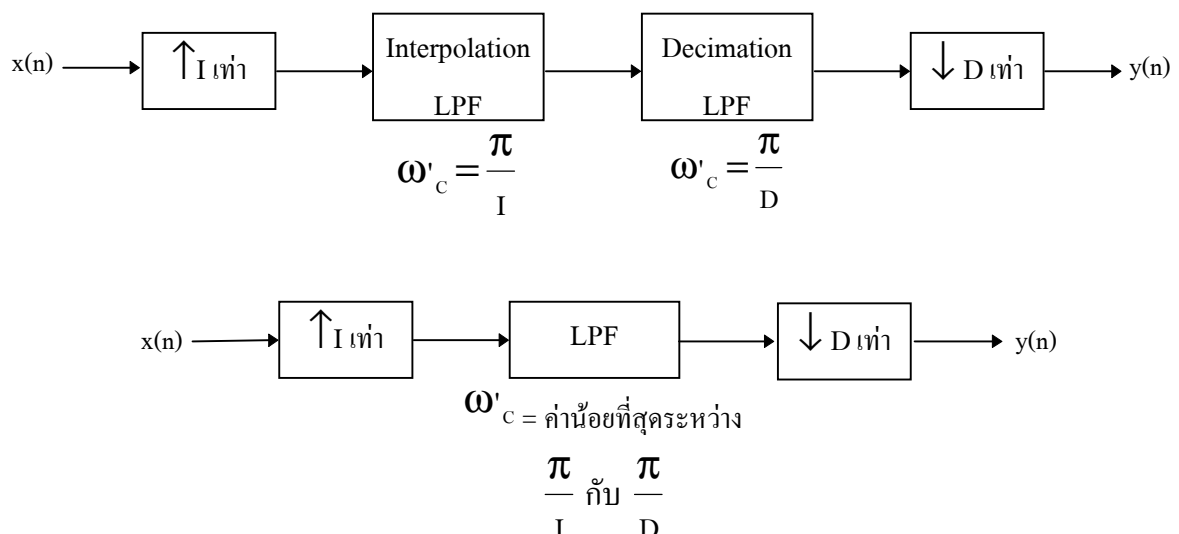 x(n) ↑ I เท่า Interpolation LPF Decimation LPF ↓ D เท่า y(n)
ω'C = π/I ω'C = π/D
x(n) ↑ I เท่า LPF ↓ D เท่า y(n)
ω'C = ค่าน้อยที่สุดระหว่าง
π/I กับ π/D